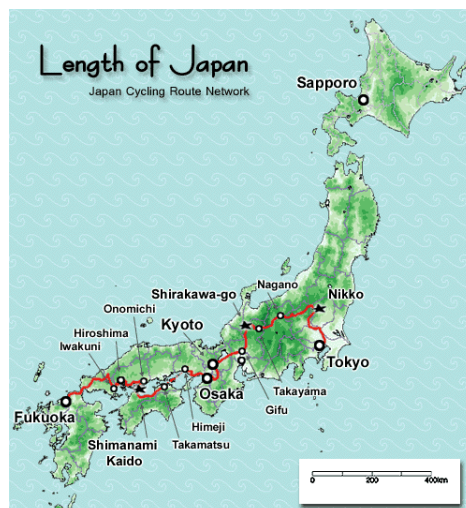 Length of Japan
Japan Cycling Route Network
Sapporo
Nagano
Shirakawa-go
Nikko
Onomichi
Kyoto
Hiroshima
Iwakuni
Tokyo
Osaka
Takayama
Fukuoka
Gifu
Himeji
Shimanami
Kaido
Takamatsu
0
200
400km